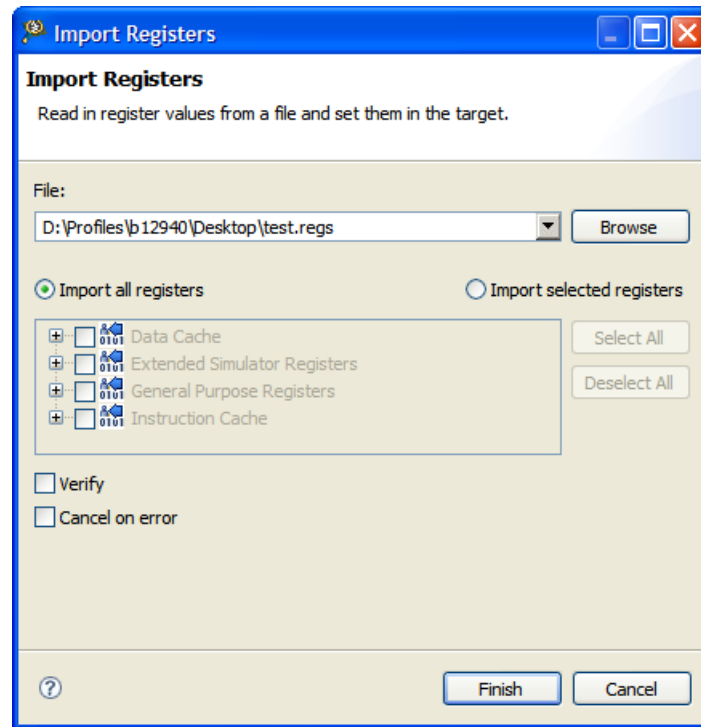 Import Registers
Import Registers
Read in register values from a file and set them in the target.
File:
D:\Profiles\b12940\Desktop\test.regs
Browse
Import all registers
Import selected registers
Data Cache
Extended Simulator Registers
General Purpose Registers
Instruction Cache
Select All
Deselect All
Verify
Cancel on error
Finish
Cancel